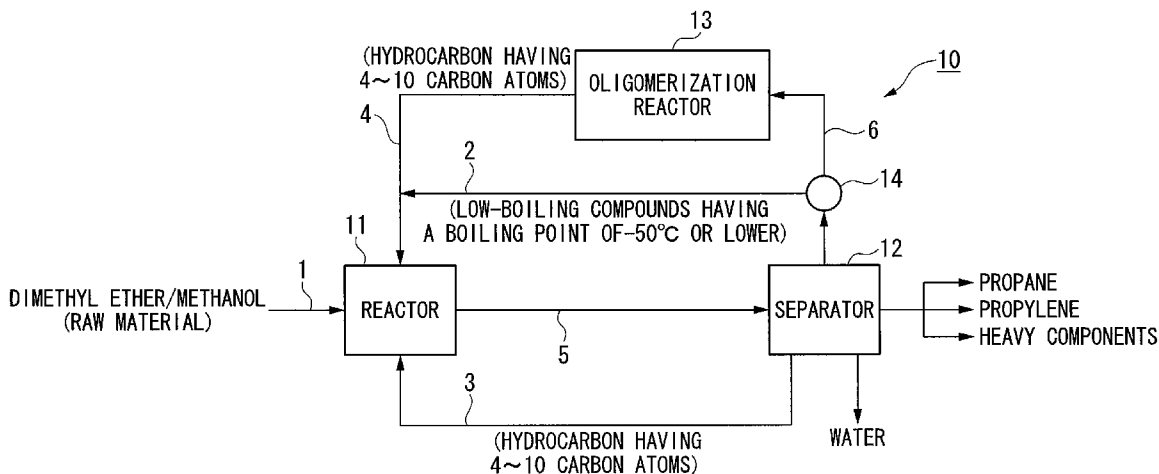 13
(HYDROCARBON HAVING
4~10 CARBON ATOMS)
OLIGOMERIZATION
REACTOR
10
4
6
2
14
(LOW-BOILING COMPOUNDS HAVING
A BOILING POINT OF-50℃ OR LOWER)
11
12
1
DIMETHYL ETHER/METHANOL
(RAW MATERIAL)
REACTOR
5
SEPARATOR
PROPANE
PROPYLENE
HEAVY COMPONENTS
3
(HYDROCARBON HAVING
4~10 CARBON ATOMS)
WATER